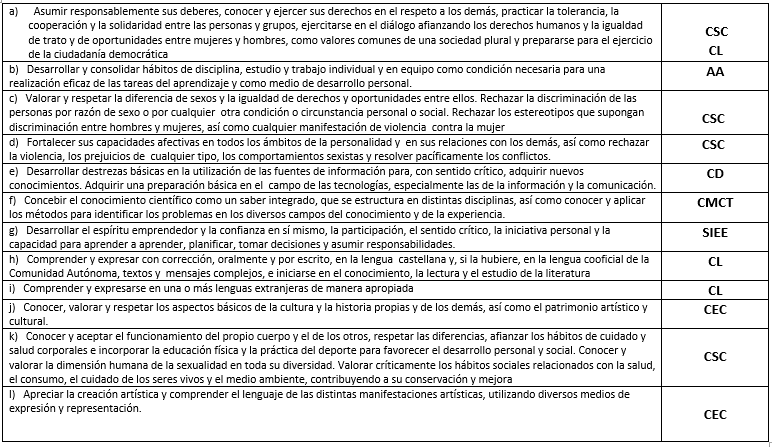 a) Asumir responsablemente sus deberes, conocer y ejercer sus derechos en el respeto a los demás, practicar la tolerancia, la
cooperación y la solidaridad entre las personas y grupos, ejercitarse en el diálogo afianzando los derechos humanos y la igualdad
de trato y de oportunidades entre mujeres y hombres, como valores comunes de una sociedad plural y prepararse para el ejercicio
de la ciudadanía democrática
CSC
CL
b) Desarrollar y consolidar hábitos de disciplina, estudio y trabajo individual y en equipo como condición necesaria para una
realización eficaz de las tareas del aprendizaje y como medio de desarrollo personal.
AA
c) Valorar y respetar la diferencia de sexos y la igualdad de derechos y oportunidades entre ellos. Rechazar la discriminación de las
personas por razón de sexo o por cualquier otra condición o circunstancia personal o social. Rechazar los estereotipos que supongan
discriminación entre hombres y mujeres, así como cualquier manifestación de violencia contra la mujer
CSC
d) Fortalecer sus capacidades afectivas en todos los ámbitos de la personalidad y en sus relaciones con los demás, así como rechazar
la violencia, los prejuicios de cualquier tipo, los comportamientos sexistas y resolver pacíficamente los conflictos.
CSC
e) Desarrollar destrezas básicas en la utilización de las fuentes de información para, con sentido crítico, adquirir nuevos
conocimientos. Adquirir una preparación básica en el campo de las tecnologías, especialmente las de la información y la comunicación.
CD
f) Concebir el conocimiento científico como un saber integrado, que se estructura en distintas disciplinas, así como conocer y aplicar
los métodos para identificar los problemas en los diversos campos del conocimiento y de la experiencia.
CMCT
g) Desarrollar el espíritu emprendedor y la confianza en sí mismo, la participación, el sentido crítico, la iniciativa personal y la
capacidad para aprender a aprender, planificar, tomar decisiones y asumir responsabilidades.
SIEE
h) Comprender y expresar con corrección, oralmente y por escrito, en la lengua castellana y, si la hubiere, en la lengua cooficial de la
Comunidad Autónoma, textos y mensajes complejos, e iniciarse en el conocimiento, la lectura y el estudio de la literatura
CL
i) Comprender y expresarse en una o más lenguas extranjeras de manera apropiada
CL
j) Conocer, valorar y respetar los aspectos básicos de la cultura y la historia propias y de los demás, así como el patrimonio artístico y
cultural.
CEC
k) Conocer y aceptar el funcionamiento del propio cuerpo y el de los otros, respetar las diferencias, afianzar los hábitos de cuidado y
salud corporales e incorporar la educación física y la práctica del deporte para favorecer el desarrollo personal y social. Conocer y
valorar la dimensión humana de la sexualidad en toda su diversidad. Valorar críticamente los hábitos sociales relacionados con la salud,
el consumo, el cuidado de los seres vivos y el medio ambiente, contribuyendo a su conservación y mejora
CSC
l) Apreciar la creación artística y comprender el lenguaje de las distintas manifestaciones artísticas, utilizando diversos medios de
expresión y representación.
CEC